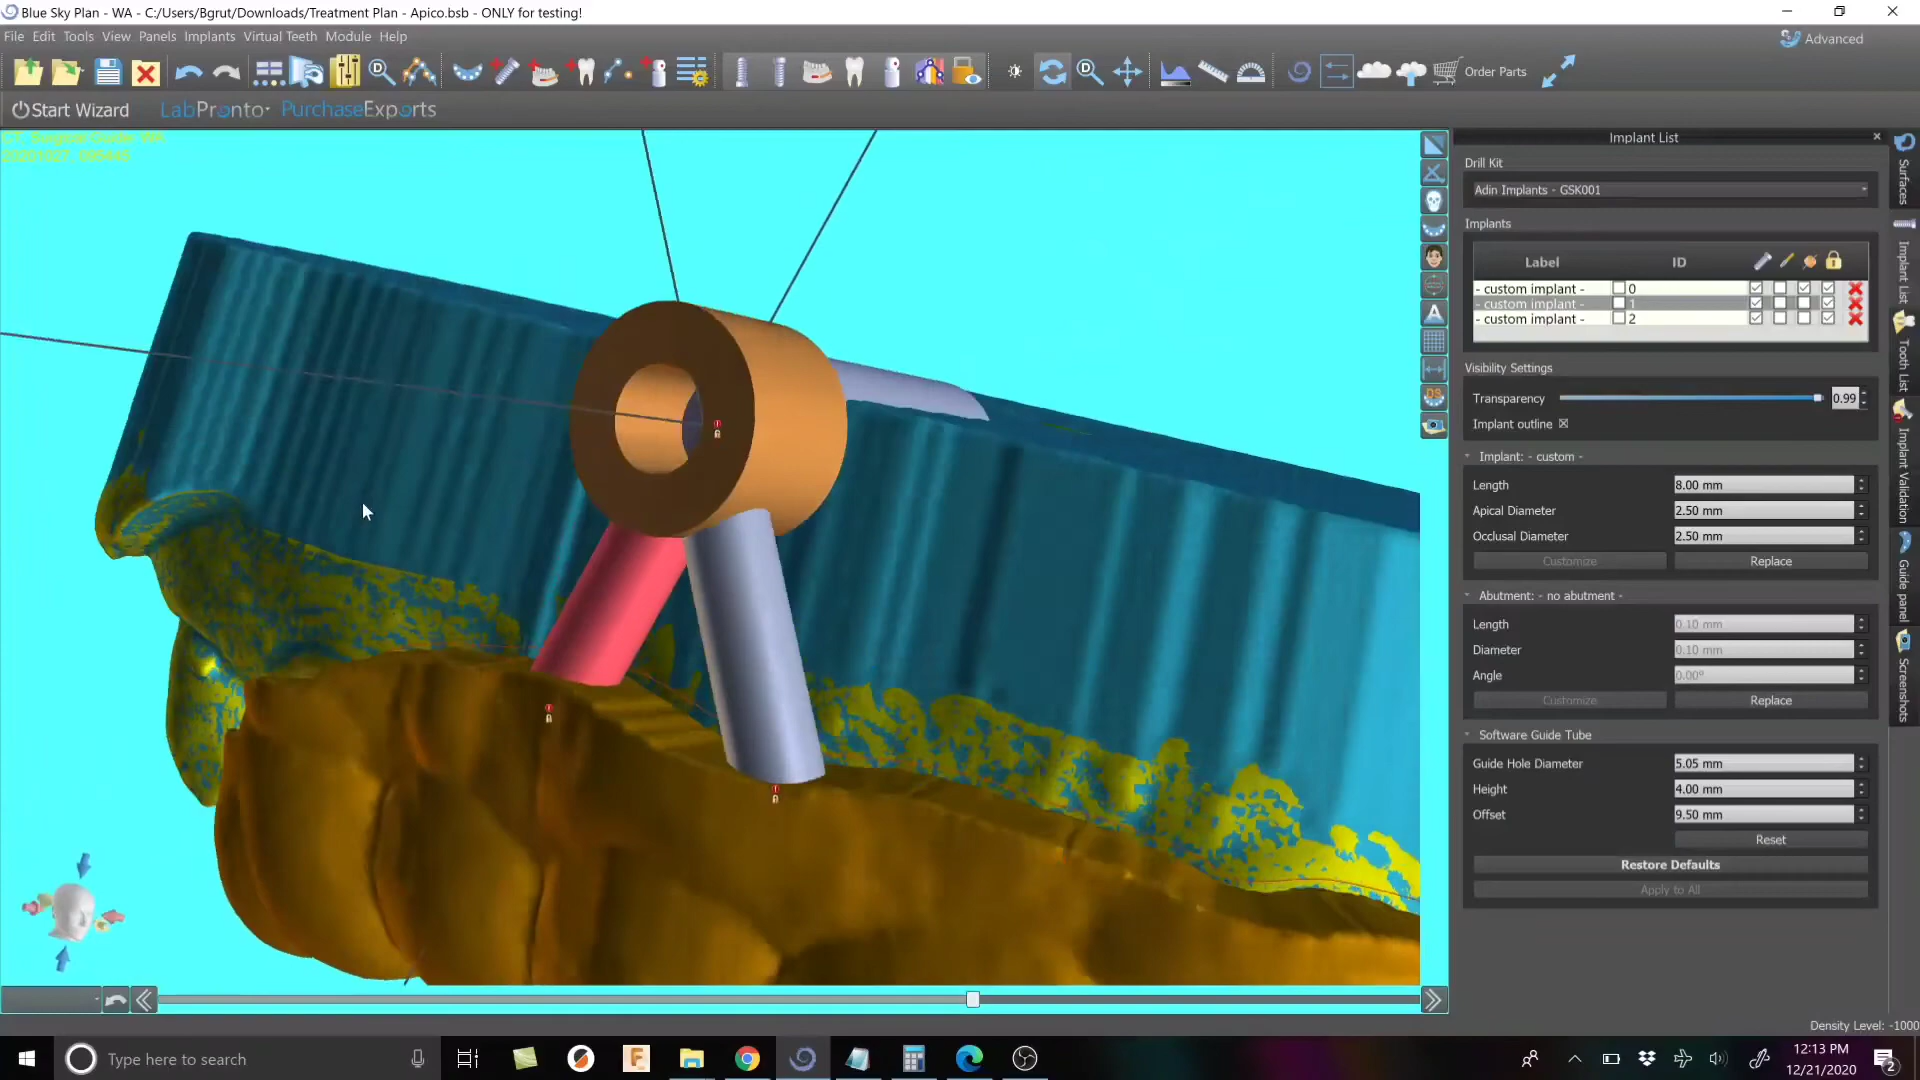 Blue Sky Plan - WA - C:/Users/Bgrut/Downloads/Treatment Plan - Apico.bsb - ONLY for testing!
File Edit Tools View Panels Implants Virtual Teeth Module Help
Advanced
Order Parts
Start Wizard LabPronto PurchaseExports
CT: Surgical Guide: WA
20201027, 095445
Implant List
Drill Kit
Adin Implants - GSK001
Implants
Label ID
- custom implant - 0
- custom implant - 1
- custom implant - 2
Visibility Settings
Transparency 0.99
Implant outline
Implant: - custom -
Length 8.00 mm
Apical Diameter 2.50 mm
Occlusal Diameter 2.50 mm
Customize Replace
Abutment: - no abutment -
Length 0.10 mm
Diameter 0.10 mm
Angle 0.00°
Customize Replace
Software Guide Tube
Guide Hole Diameter 5.05 mm
Height 4.00 mm
Offset 9.50 mm
Reset
Restore Defaults
Apply to All
Surfaces
Implant List
Tooth List
Implant Validation
Guide panel
Screenshots
Density Level: -1000
Type here to search
12:13 PM
12/21/2020
2